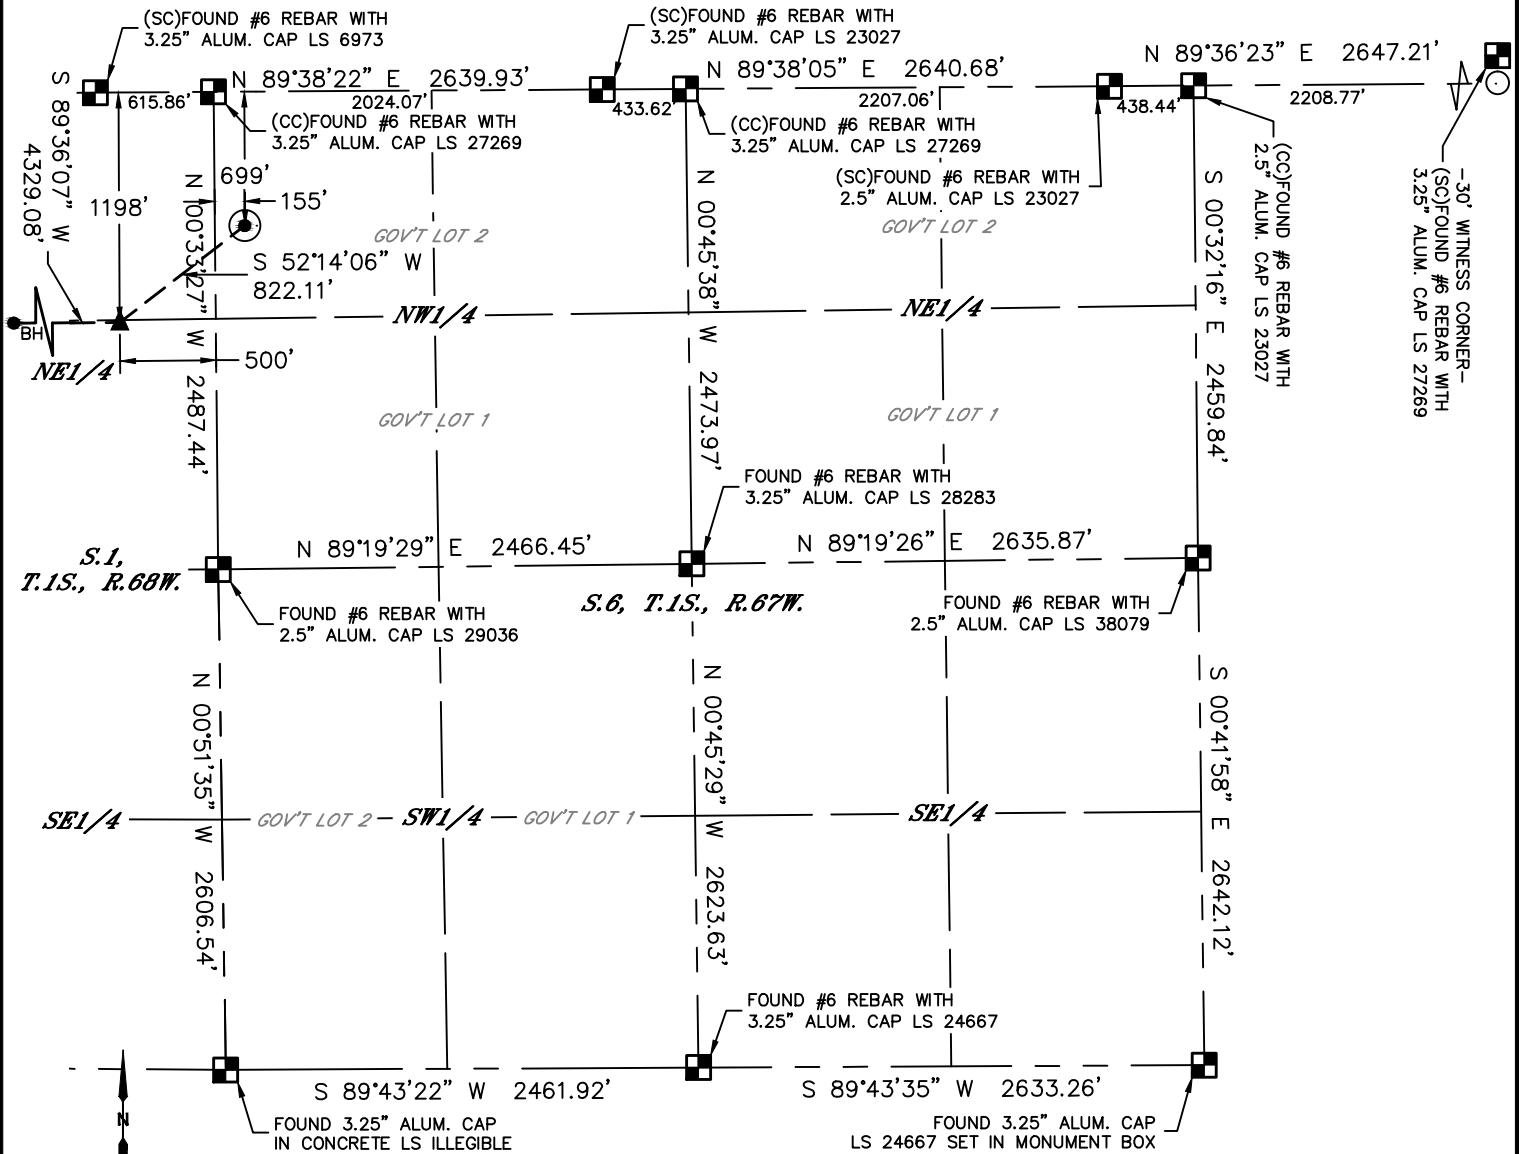 (SC)FOUND #6 REBAR WITH
3.25" ALUM. CAP LS 6973
(SC)FOUND #6 REBAR WITH
3.25" ALUM. CAP LS 23027
N 89°38'22" E 2639.93'
N 89°38'05" E 2640.68'
N 89°36'23" E 2647.21'
615.86'
2024.07'
433.62'
2207.06'
438.44'
2208.77'
(CC)FOUND #6 REBAR WITH
3.25" ALUM. CAP LS 27269
(CC)FOUND #6 REBAR WITH
3.25" ALUM. CAP LS 27269
(SC)FOUND #6 REBAR WITH
2.5" ALUM. CAP LS 23027
(CC)FOUND #6 REBAR WITH
2.5" ALUM. CAP LS 23027
-30' WITNESS CORNER-
(SC)FOUND #6 REBAR WITH
3.25" ALUM. CAP LS 27269
S 89°36'07" W
4329.08'
1198'
699'
155'
S 52°14'06" W
822.11'
N 00°33'27" W 2487.44'
N 00°45'38" W 2473.97'
S 00°32'16" E 2459.84'
GOV'T LOT 2
GOV'T LOT 2
BH
NE1/4
500'
NW1/4
NE1/4
GOV'T LOT 1
GOV'T LOT 1
FOUND #6 REBAR WITH
3.25" ALUM. CAP LS 28283
N 89°19'29" E 2466.45'
N 89°19'26" E 2635.87'
S.1,
T.1S., R.68W.
S.6, T.1S., R.67W.
FOUND #6 REBAR WITH
2.5" ALUM. CAP LS 29036
FOUND #6 REBAR WITH
2.5" ALUM. CAP LS 38079
N 00°51'35" W 2606.54'
N 00°45'29" W 2623.63'
S 00°41'58" E 2642.12'
SE1/4
GOV'T LOT 2
SW1/4
GOV'T LOT 1
SE1/4
FOUND #6 REBAR WITH
3.25" ALUM. CAP LS 24667
S 89°43'22" W 2461.92'
S 89°43'35" W 2633.26'
N
FOUND 3.25" ALUM. CAP
IN CONCRETE LS ILLEGIBLE
FOUND 3.25" ALUM. CAP
LS 24667 SET IN MONUMENT BOX